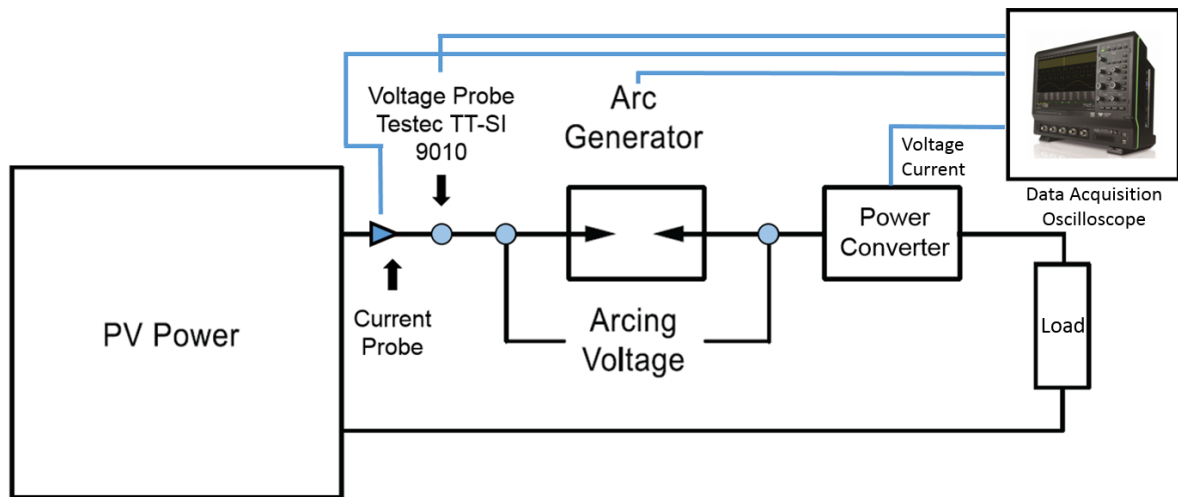 Voltage Probe
Testec TT-SI
9010
Arc
Generator
Voltage
Current
Data Acquisition
Oscilloscope
PV Power
Current
Probe
Arcing
Voltage
Power
Converter
Load